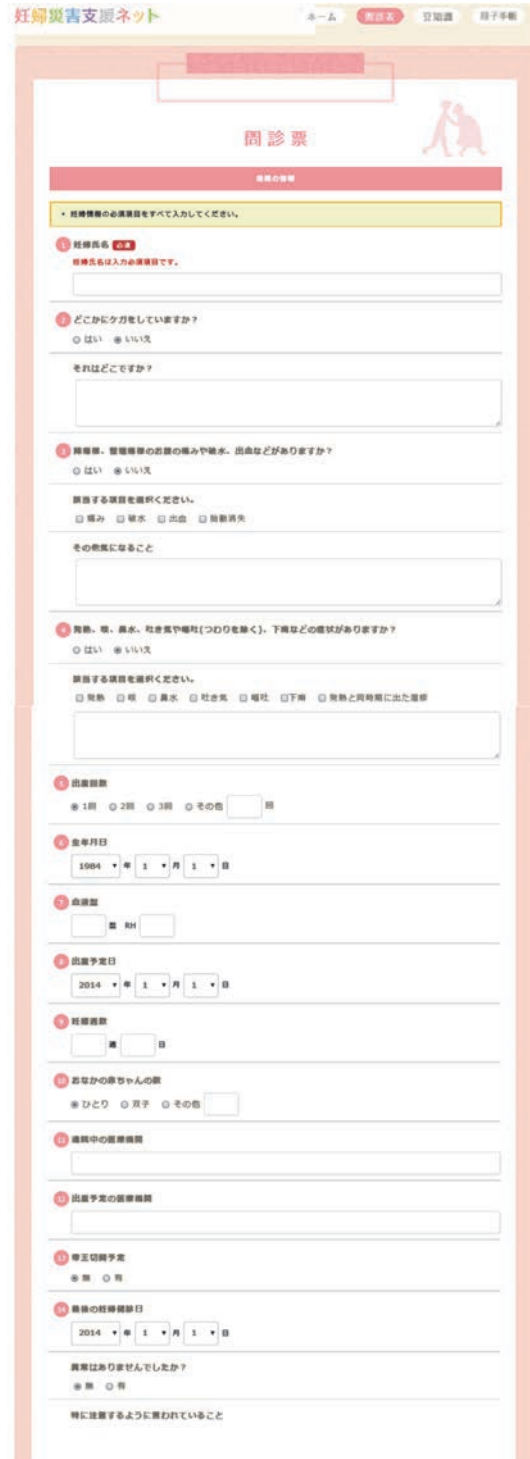 妊婦災害支援ネット
ホーム 問診票 豆知識 母子手帳
問診票
妊婦の情報
• 妊婦情報の必須項目をすべて入力してください。
1 妊婦氏名 必須
妊婦氏名は入力必須項目です。
2 どこかにケガをしていますか?
はい いいえ
それはどこですか?
3 陣痛様、整理痛様のお腹の痛みや破水、出血などがありますか?
はい いいえ
該当する項目を選択ください。
痛み 破水 出血 胎動消失
その他気になること
4 発熱、咳、鼻水、吐き気や嘔吐(つわりを除く)、下痢などの症状がありますか?
はい いいえ
該当する項目を選択ください。
発熱 咳 鼻水 吐き気 嘔吐 下痢 発熱と同時期に出た湿疹
5 出産回数
1回 2回 3回 その他 回
6 生年月日
1984 年 1 月 1 日
7 血液型
型 RH
8 出産予定日
2014 年 1 月 1 日
9 妊娠週数
週 日
10 おなかの赤ちゃんの数
ひとり 双子 その他
11 通院中の医療機関
12 出産予定の医療機関
13 帝王切開予定
無 有
14 最後の妊婦健診日
2014 年 1 月 1 日
異常はありませんでしたか?
無 有
特に注意するように言われていること